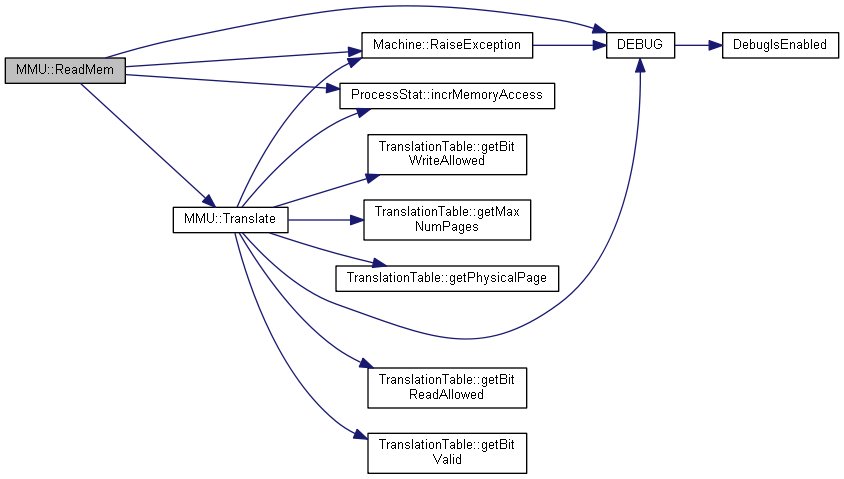 MMU::ReadMem
Machine::RaiseException
DEBUG
DebugIsEnabled
ProcessStat::incrMemoryAccess
TranslationTable::getBit
WriteAllowed
MMU::Translate
TranslationTable::getMax
NumPages
TranslationTable::getPhysicalPage
TranslationTable::getBit
ReadAllowed
TranslationTable::getBit
Valid